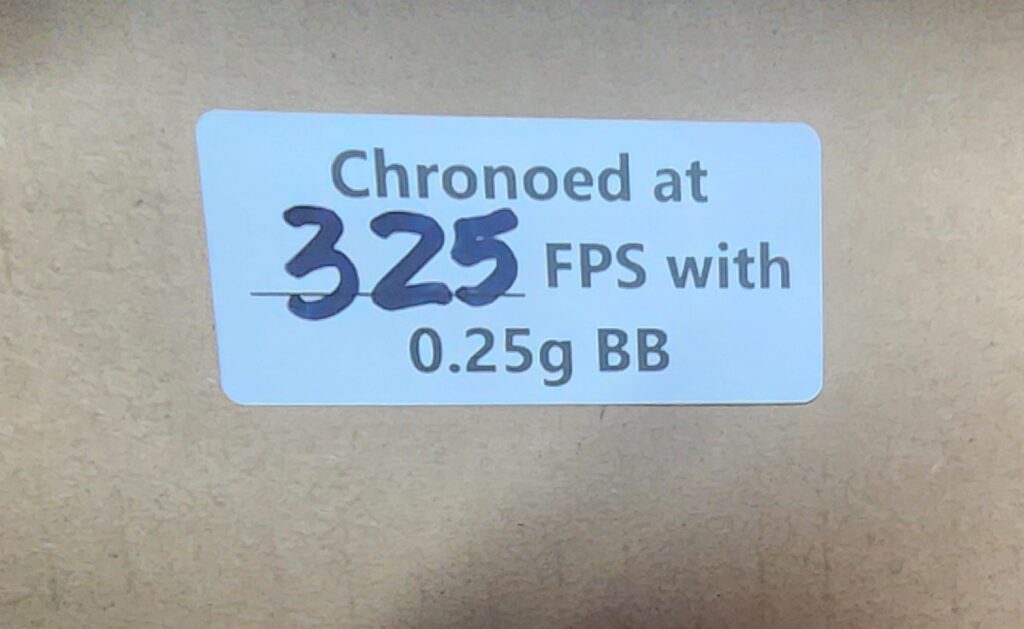 Chronoed at
325 FPS with
0.25g BB